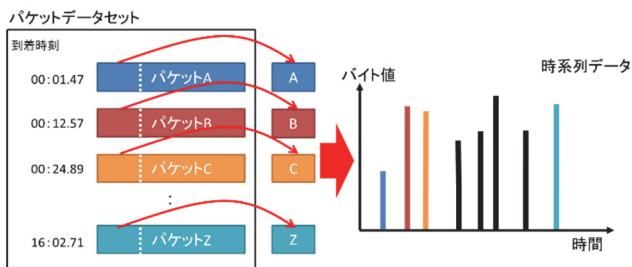 パケットデータセット
到着時刻
00:01.47 パケットA A
00:12.57 パケットB B
00:24.89 パケットC C
:
16:02.71 パケットZ Z
バイト値
時系列データ
時間